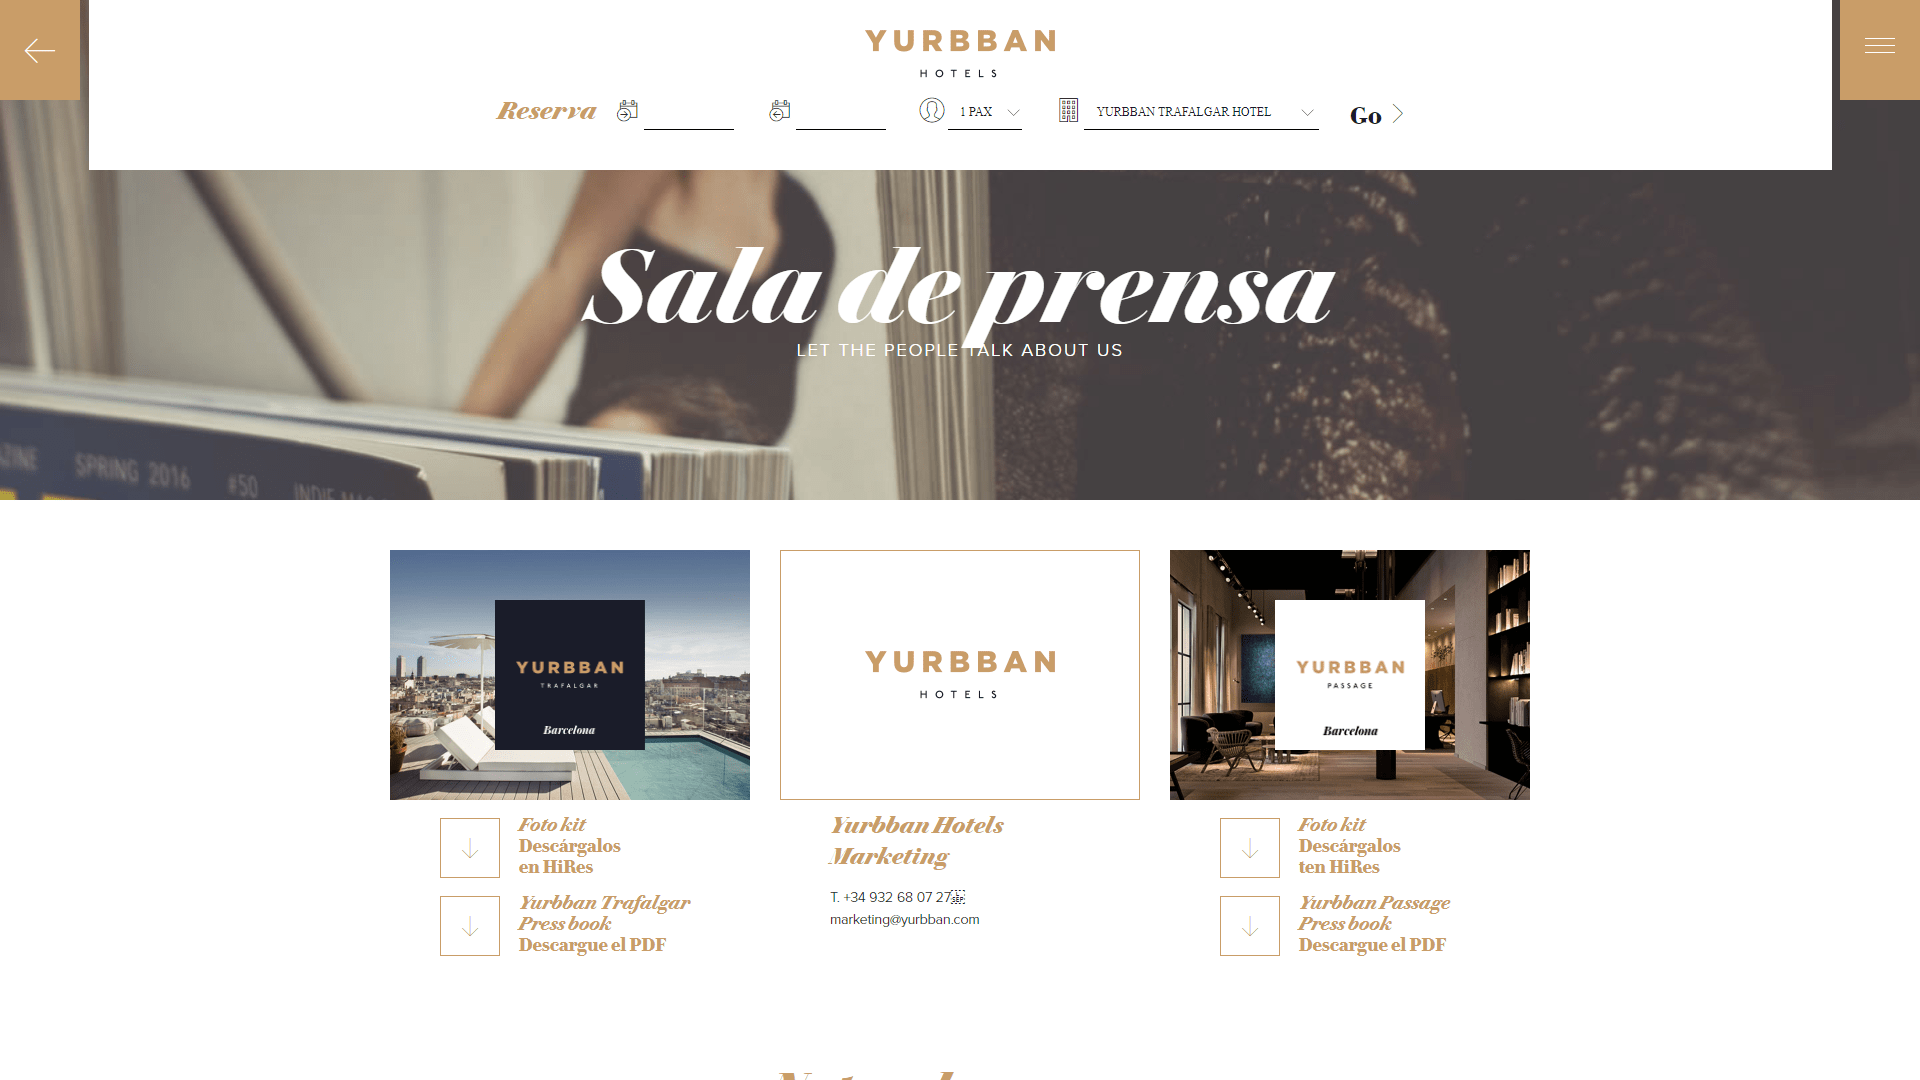 YURBBAN
HOTELS
Reserva
1 PAX
YURBBAN TRAFALGAR HOTEL
Go
Sala de prensa
LET THE PEOPLE TALK ABOUT US
SPRING 2016 #50
YURBBAN
TRAFALGAR
Barcelona
YURBBAN
HOTELS
YURBBAN
PASSAGE
Barcelona
Foto kit
Descárgalos
en HiRes
Yurbban Trafalgar
Press book
Descargue el PDF
Yurbban Hotels
Marketing
T. +34 932 68 07 27
marketing@yurbban.com
Foto kit
Descárgalos
ten HiRes
Yurbban Passage
Press book
Descargue el PDF